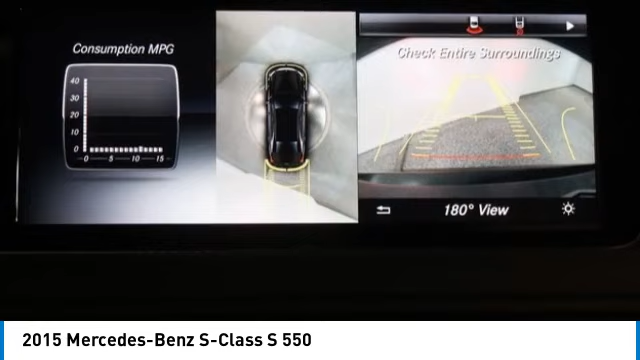 Consumption MPG
40
30
20
10
0
0 5 10 15
Check Entire Surroundings
180° View
2015 Mercedes-Benz S-Class S 550